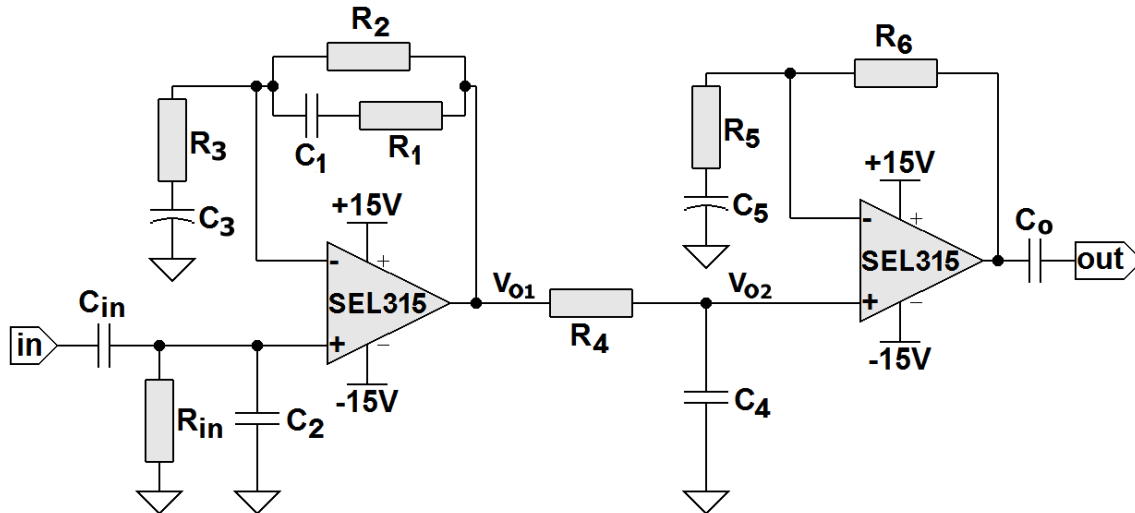 R2
R6
R3
C1
R1
R5
C3
+15V
+15V
C5
Co
-
+
SEL315
-
+
SEL315
out
Cin
Vo1
Vo2
in
+
−
R4
+
−
Rin
C2
-15V
C4
-15V